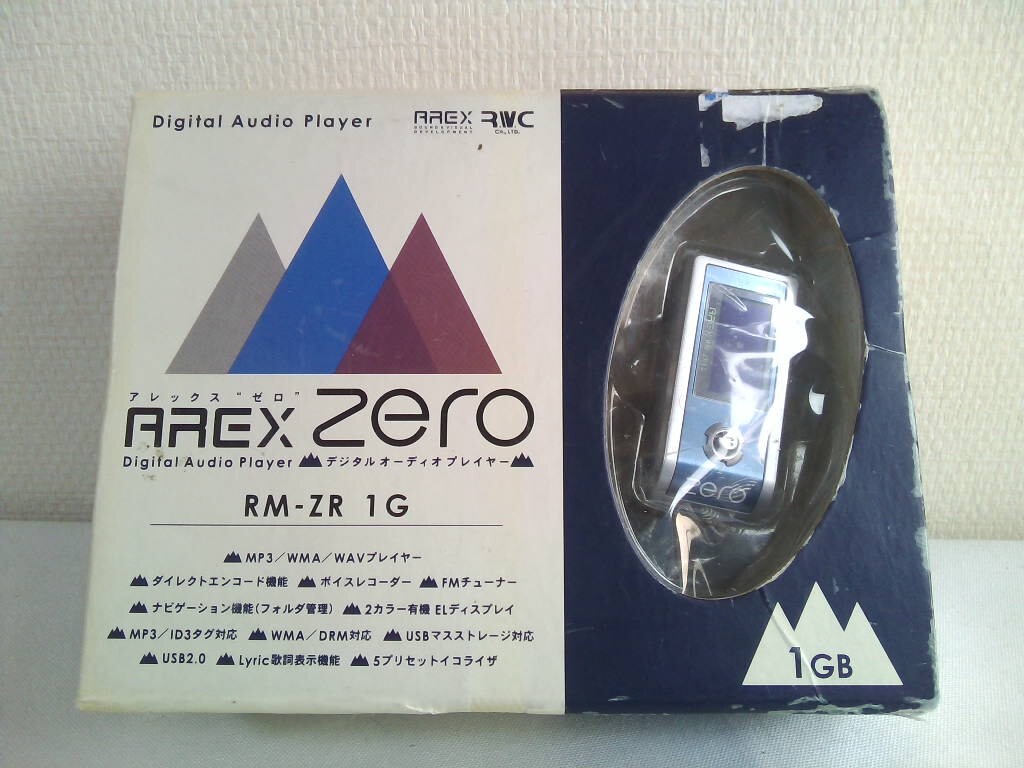 Digital Audio Player
AREX
SOUND & VISUAL
DEVELOPMENT
RWC
CO., LTD.
アレックス "ゼロ"
AREX zero
Digital Audio Player デジタルオーディオプレイヤー
RM-ZR 1G
MP3／WMA／WAVプレイヤー
ダイレクトエンコード機能 ボイスレコーダー FMチューナー
ナビゲーション機能(フォルダ管理) 2カラー有機 ELディスプレイ
MP3／ID3タグ対応 WMA／DRM対応 USBマスストレージ対応
USB2.0 Lyric歌詞表示機能 5プリセットイコライザ
zero
1GB